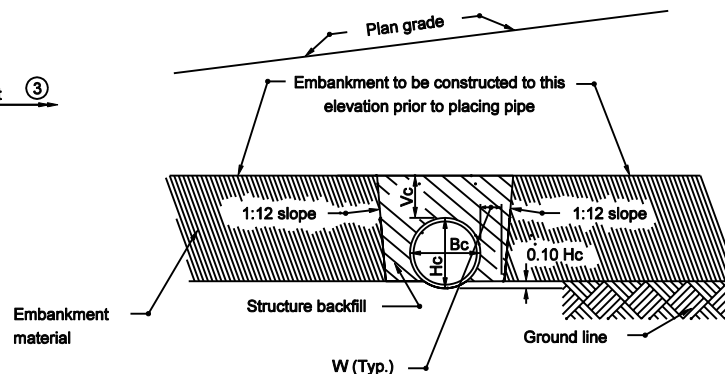 Plan grade
t ③
Embankment to be constructed to this
elevation prior to placing pipe
Vc
1:12 slope
1:12 slope
Bc
Hc
0.10 Hc
Structure backfill
Embankment
material
Ground line
W (Typ.)